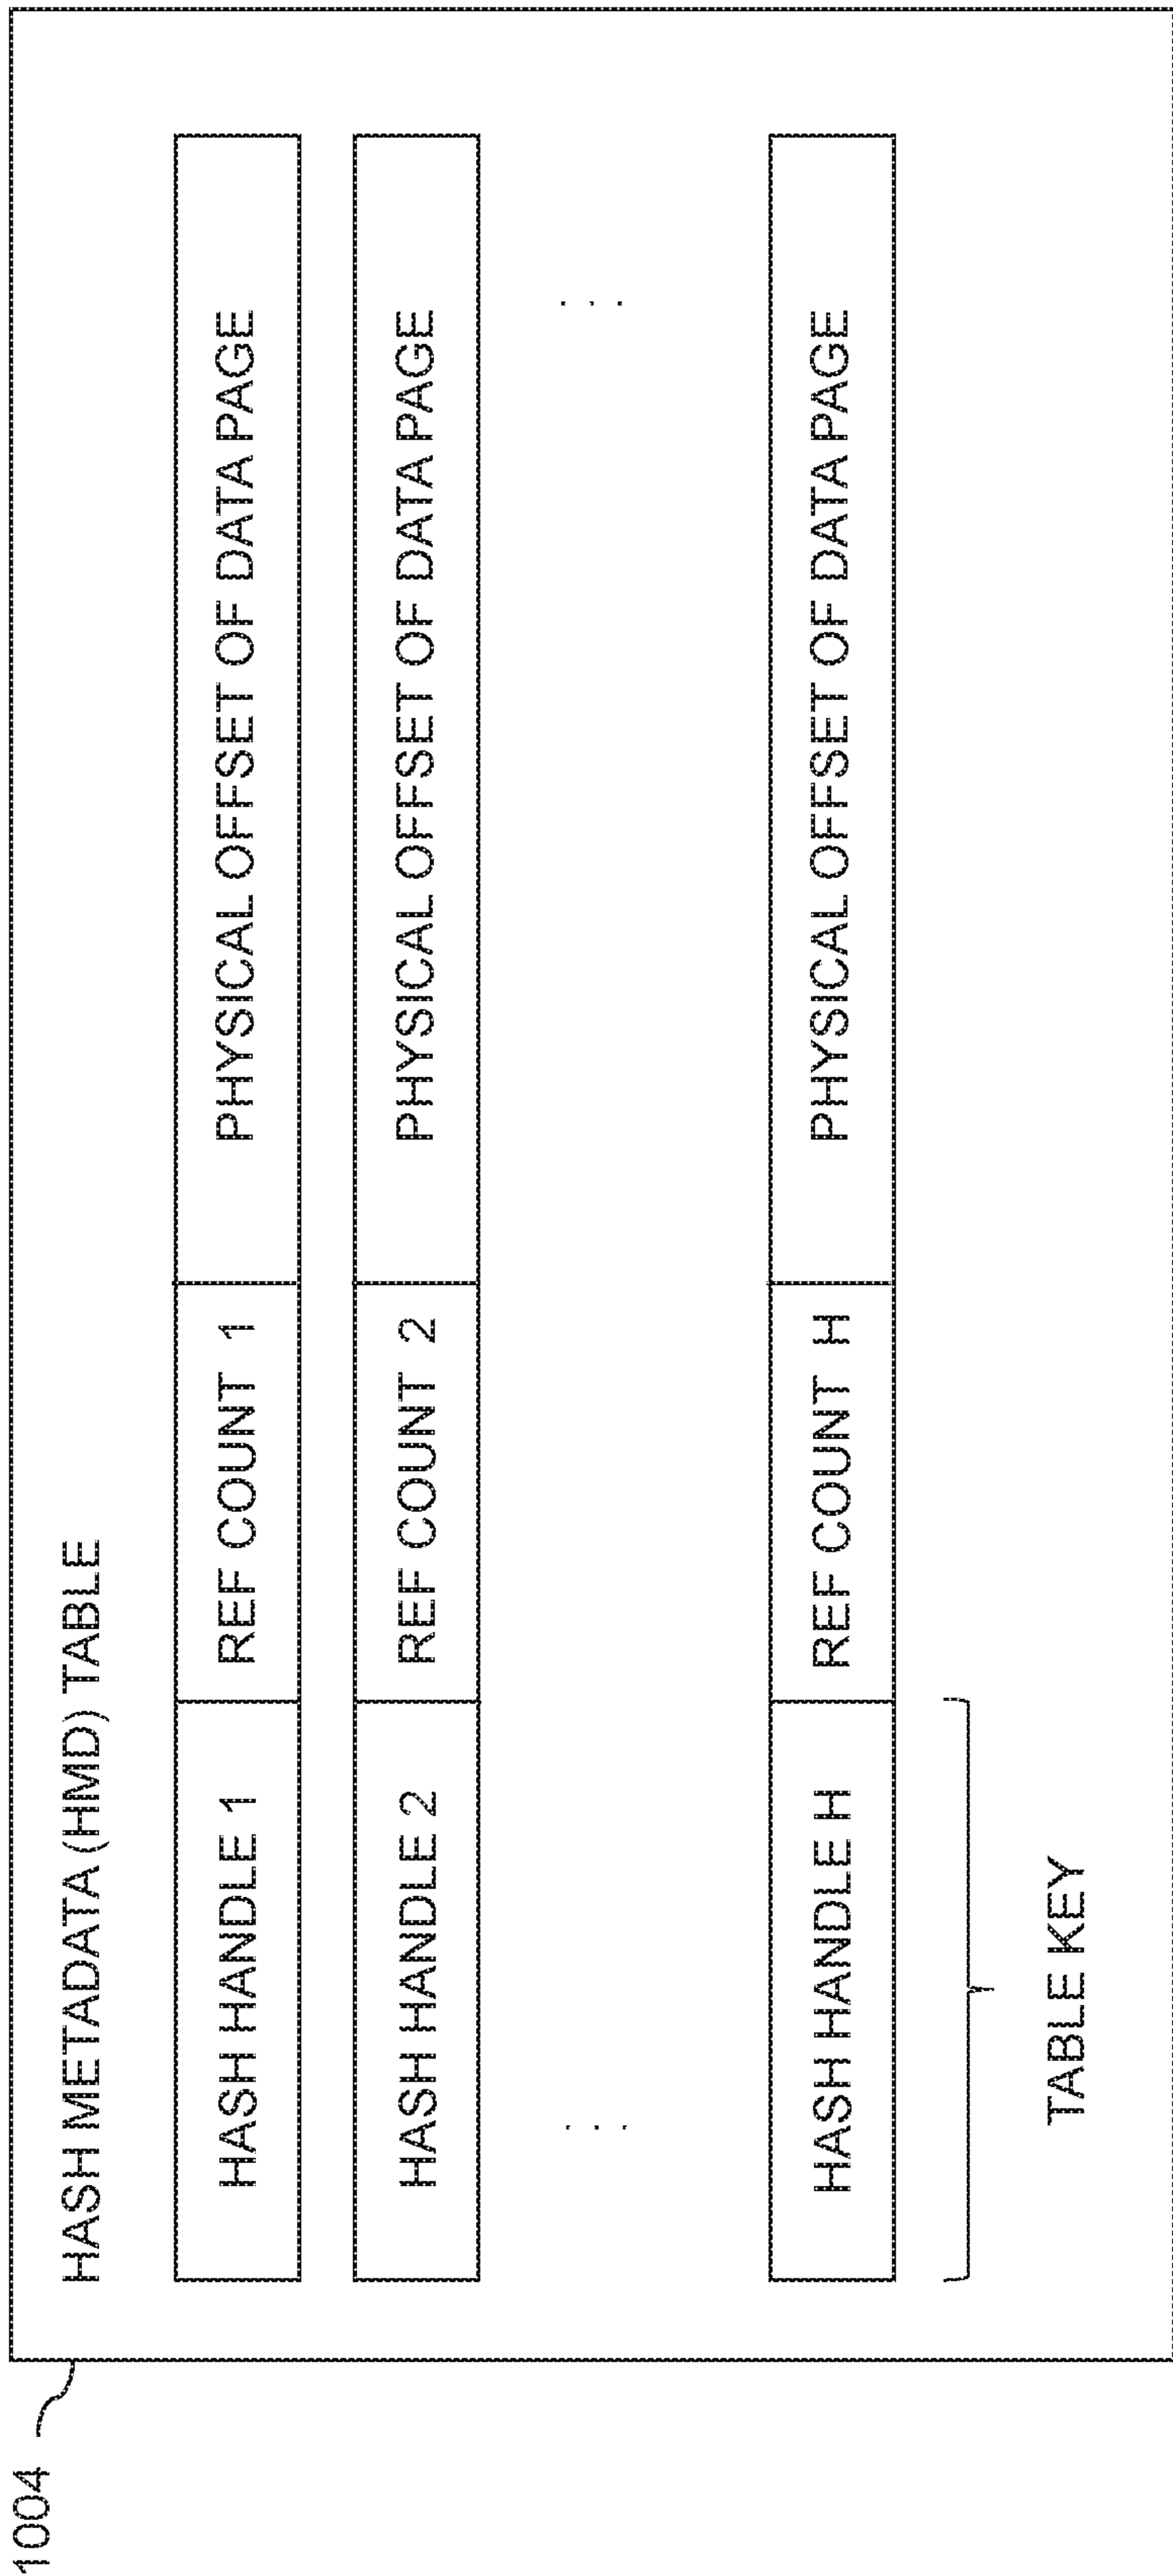 1004
HASH METADATA (HMD) TABLE
HASH HANDLE 1 REF COUNT 1 PHYSICAL OFFSET OF DATA PAGE
HASH HANDLE 2 REF COUNT 2 PHYSICAL OFFSET OF DATA PAGE
. . . . . .
HASH HANDLE H REF COUNT H PHYSICAL OFFSET OF DATA PAGE
TABLE KEY